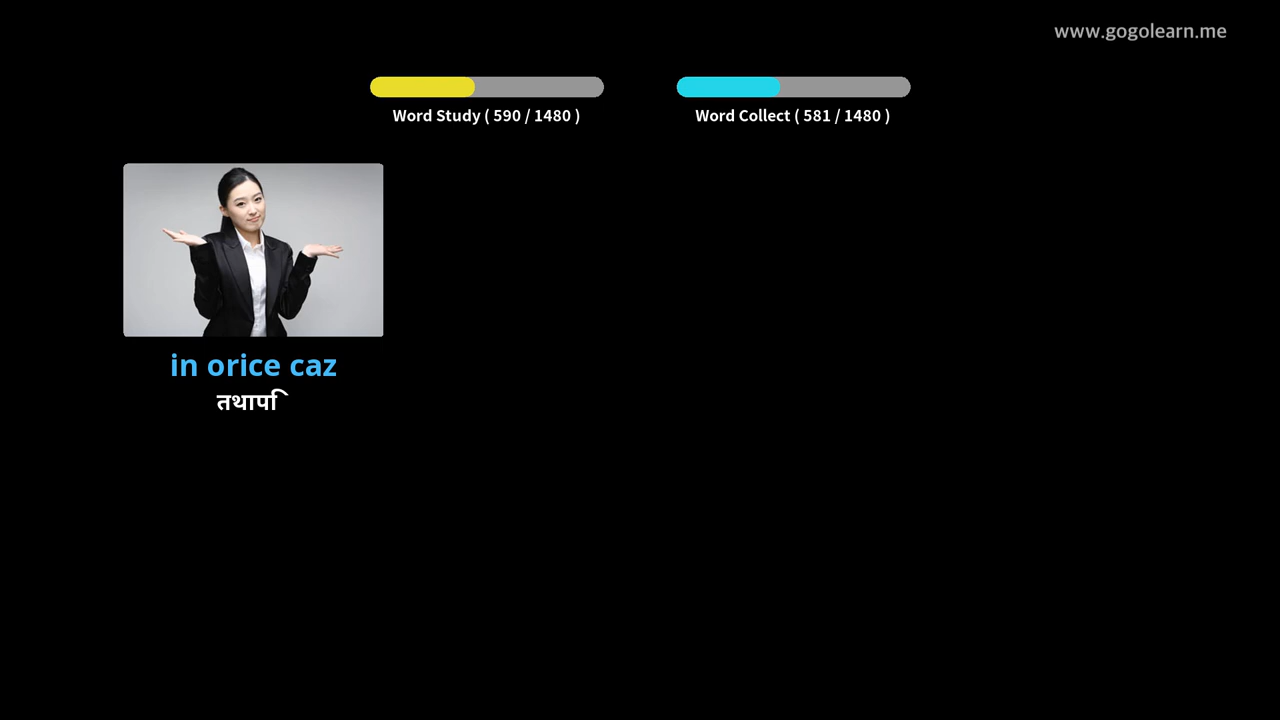 www.gogolearn.me
Word Study ( 590 / 1480 )
Word Collect ( 581 / 1480 )
in orice caz
तथापि